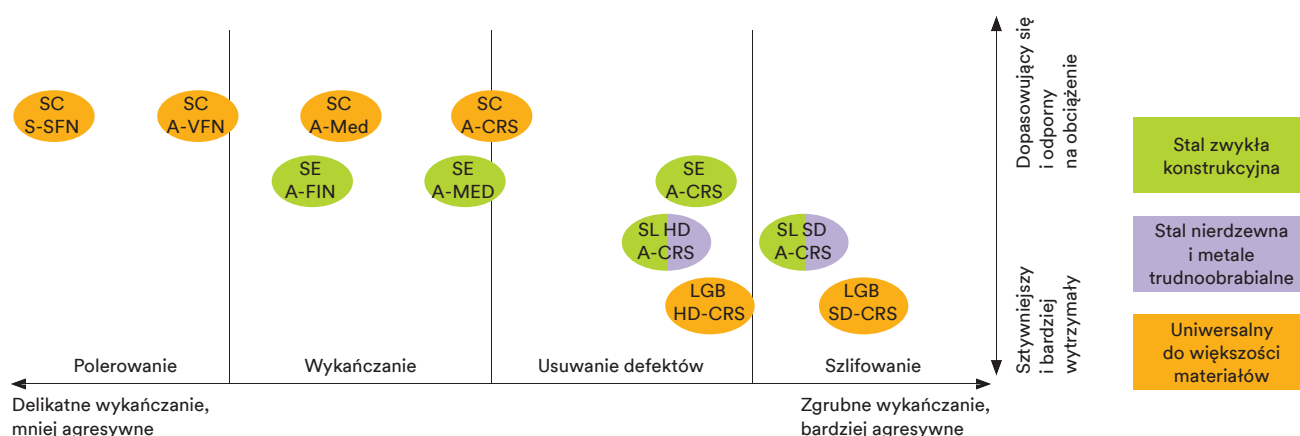 SC
S-SFN
SC
A-VFN
SC
A-Med
SC
A-CRS
SE
A-FIN
SE
A-MED
SE
A-CRS
SL HD
A-CRS
SL SD
A-CRS
LGB
HD-CRS
LGB
SD-CRS
Polerowanie
Wykańczanie
Usuwanie defektów
Szlifowanie
Delikatne wykańczanie,
mniej agresywne
Zgrubne wykańczanie,
bardziej agresywne
Dopasowujący się
i odporny
na obciążenie
Sztywniejszy
i bardziej
wytrzymały
Stal zwykła
konstrukcyjna
Stal nierdzewna
i metale
trudnoobrabialne
Uniwersalny
do większości
materiałów